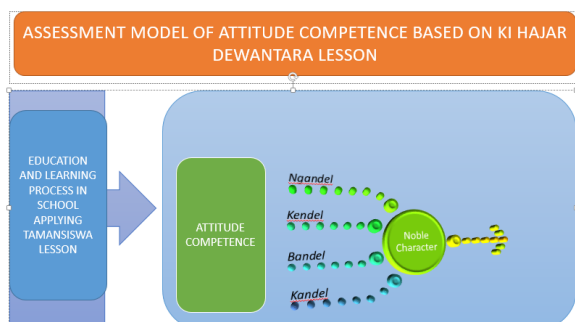 ASSESSMENT MODEL OF ATTITUDE COMPETENCE BASED ON KI HAJAR
DEWANTARA LESSON
EDUCATION
AND LEARNING
PROCESS IN
SCHOOL
APPLYING
TAMANSISWA
LESSON
ATTITUDE
COMPETENCE
Ngandel
Kendel
Bandel
Kandel
Noble
Character